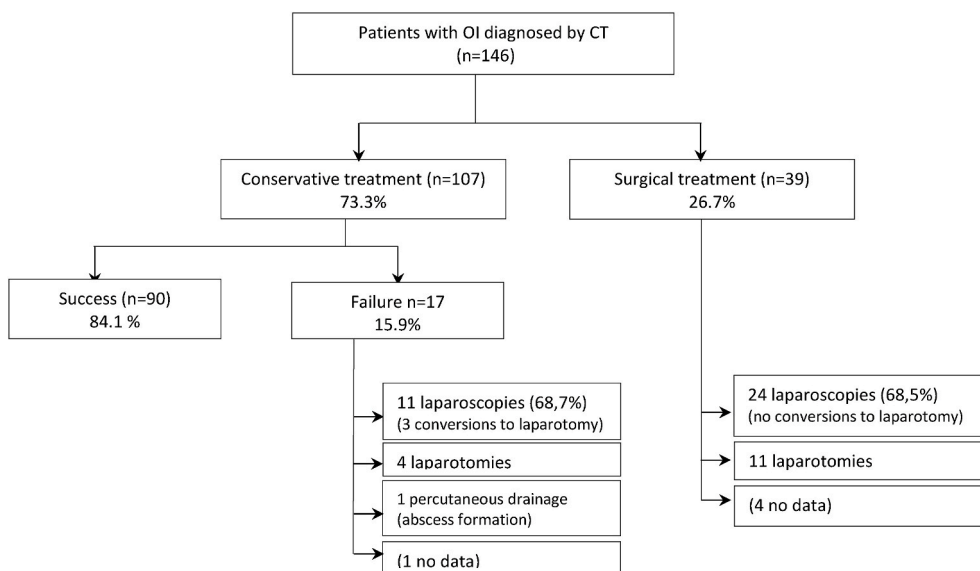 Patients with OI diagnosed by CT
(n=146)
Conservative treatment (n=107)
73.3%
Surgical treatment (n=39)
26.7%
Success (n=90)
84.1 %
Failure n=17
15.9%
11 laparoscopies (68,7%)
(3 conversions to laparotomy)
4 laparotomies
1 percutaneous drainage
(abscess formation)
(1 no data)
24 laparoscopies (68,5%)
(no conversions to laparotomy)
11 laparotomies
(4 no data)